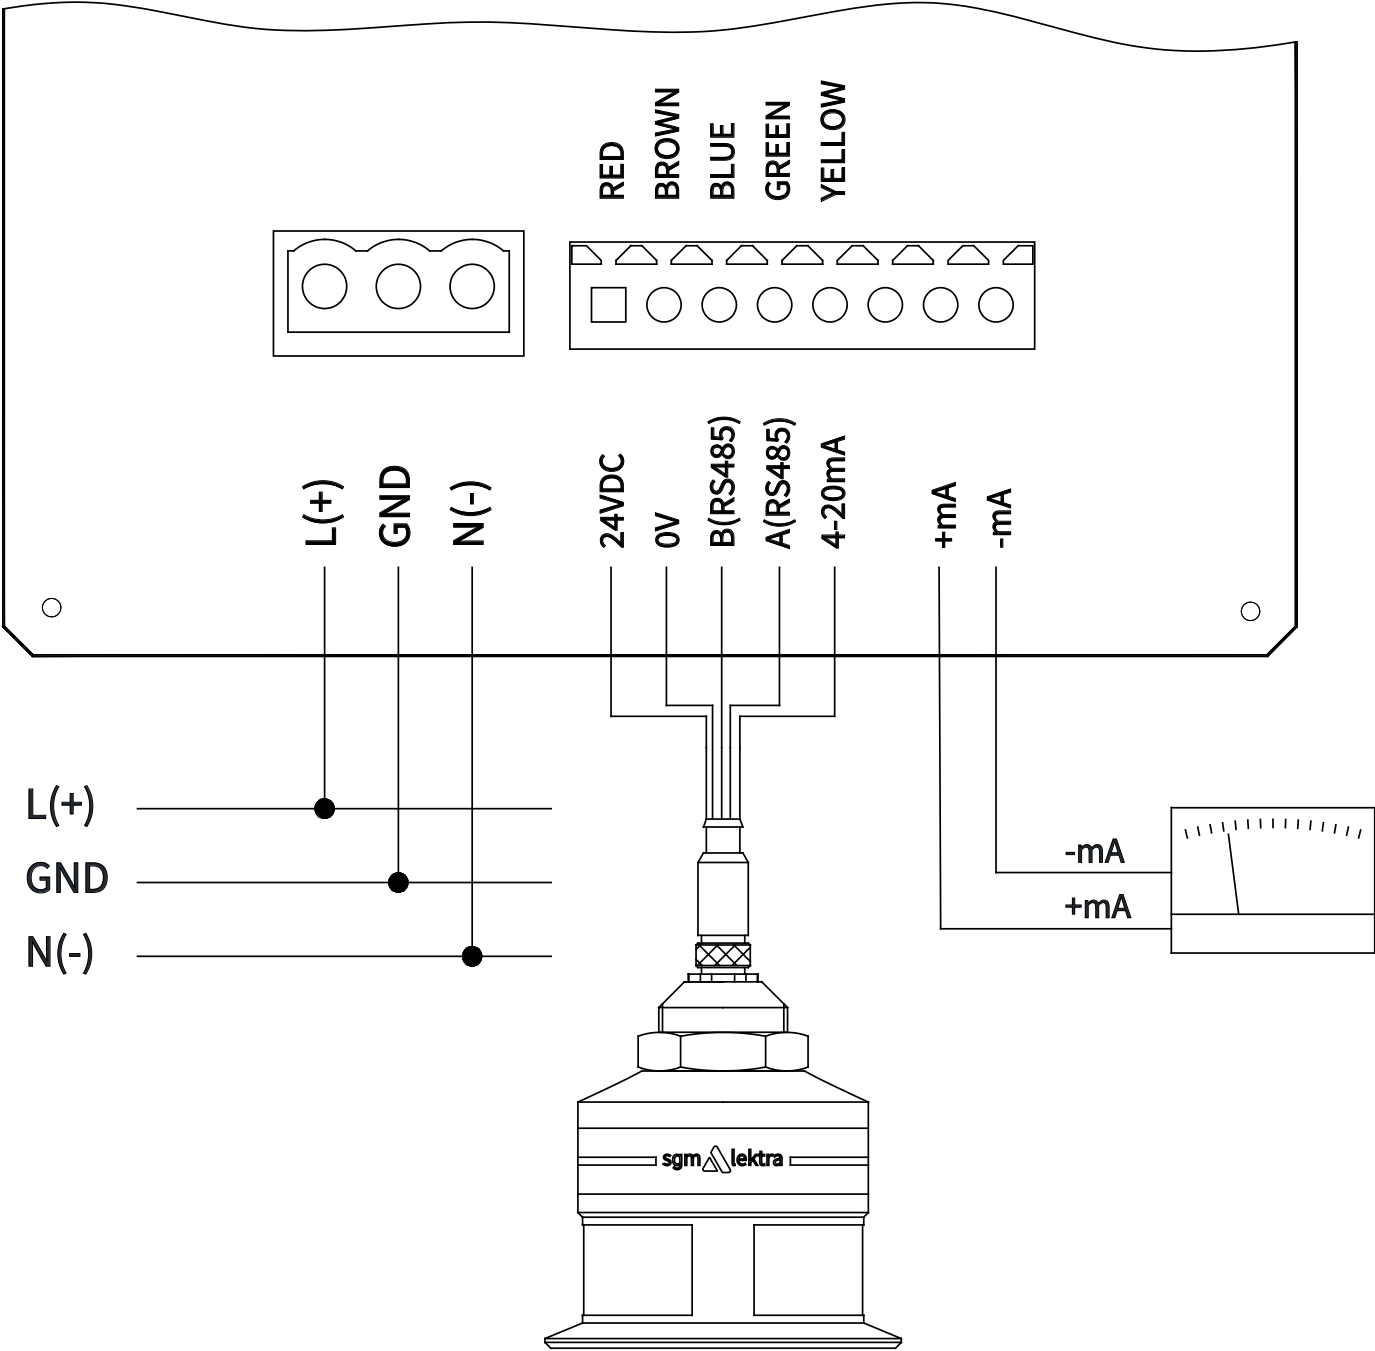 RED
BROWN
BLUE
GREEN
YELLOW
L(+)
GND
N(-)
24VDC
0V
B(RS485)
A(RS485)
4-20mA
+mA
-mA
L(+)
GND
N(-)
-mA
+mA
sgm lektra